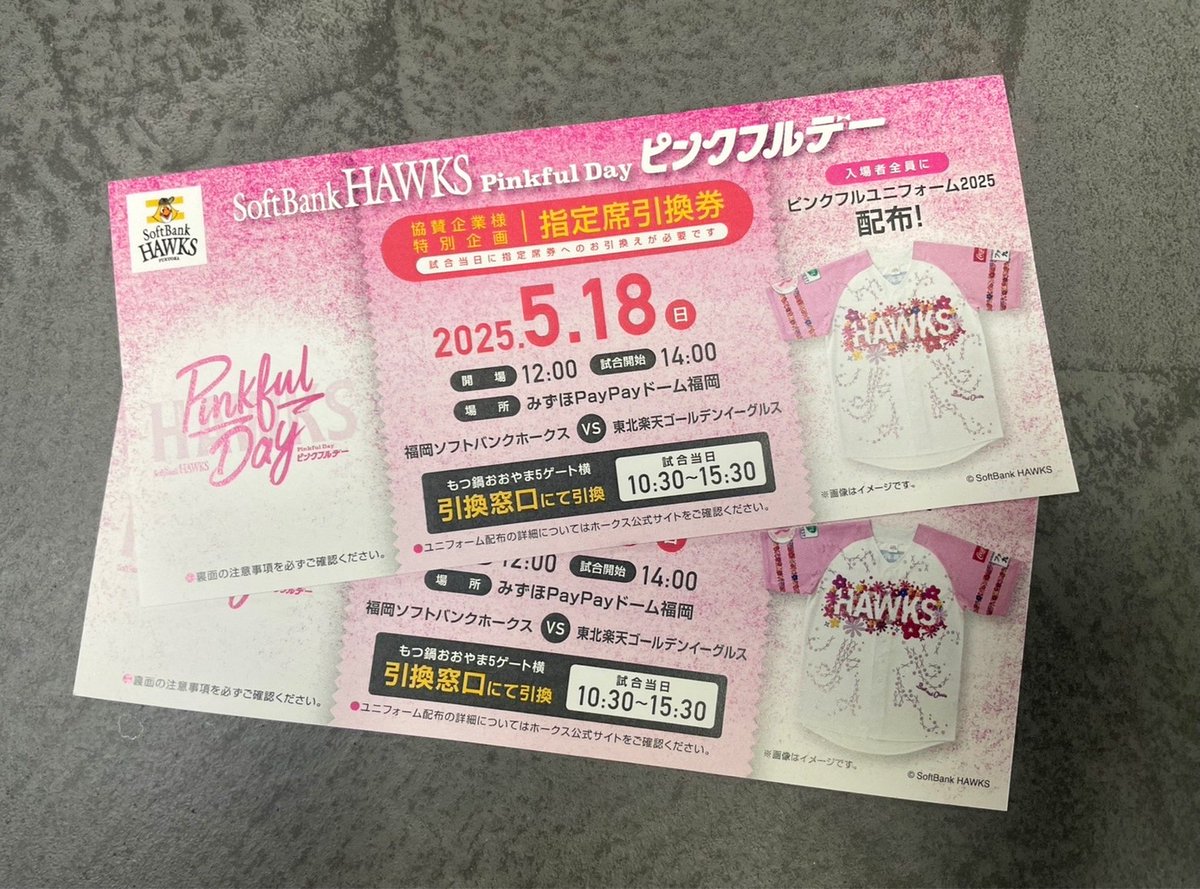 SoftBank HAWKS Pinkful Day ピンクフルデー
SoftBank
HAWKS
FUKUOKA
協賛企業様
特別企画
指定席引換券
試合当日に指定席券へのお引換えが必要です
2025.5.18 日
開場 12:00 試合開始 14:00
場所 みずほPayPayドーム福岡
福岡ソフトバンクホークス VS 東北楽天ゴールデンイーグルス
もつ鍋おおやま5ゲート横
引換窓口にて引換
試合当日
10:30~15:30
●ユニフォーム配布の詳細についてはホークス公式サイトをご確認ください。
Pinkful
Day
Pinkful Day
ピンクフルデー
SoftBank HAWKS
裏面の注意事項を必ずご確認ください。
入場者全員に
ピンクフルユニフォーム2025
配布!
HAWKS
※画像はイメージです。
© SoftBank HAWKS
12:00 試合開始 14:00
場所 みずほPayPayドーム福岡
福岡ソフトバンクホークス VS 東北楽天ゴールデンイーグルス
もつ鍋おおやま5ゲート横
引換窓口にて引換
試合当日
10:30~15:30
●ユニフォーム配布の詳細についてはホークス公式サイトをご確認ください。
裏面の注意事項を必ずご確認ください。
HAWKS
※画像はイメージです。
© SoftBank HAWKS